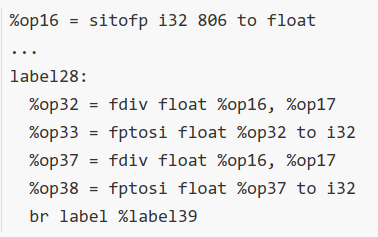 %op16 = sitofp i32 806 to float
...
label28:
  %op32 = fdiv float %op16, %op17
  %op33 = fptosi float %op32 to i32
  %op37 = fdiv float %op16, %op17
  %op38 = fptosi float %op37 to i32
  br label %label39